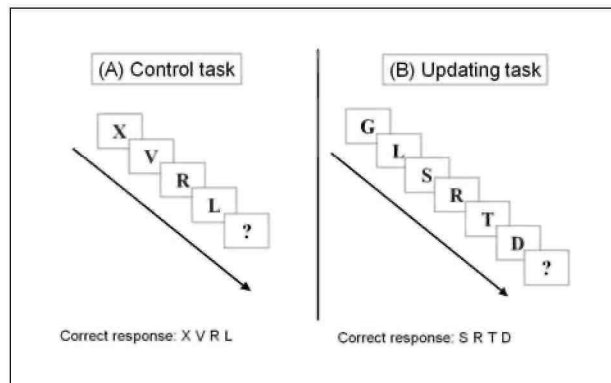 (A) Control task
X
V
R
L
?
Correct response: X V R L
(B) Updating task
G
L
S
R
T
D
?
Correct response: S R T D